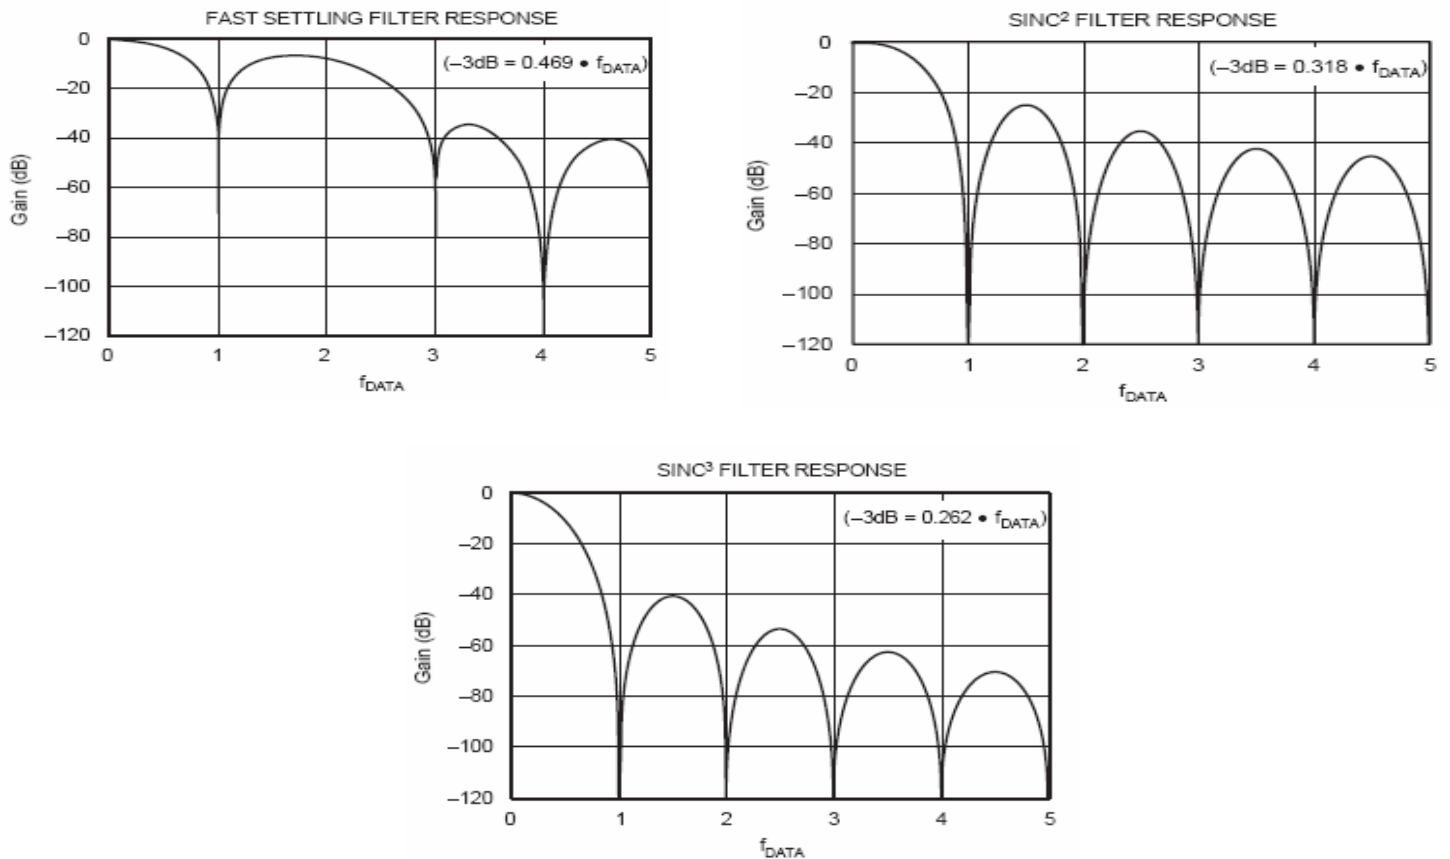 FAST SETTLING FILTER RESPONSE
(–3dB = 0.469 • fDATA)
Gain (dB)
0
–20
–40
–60
–80
–100
–120
0 1 2 3 4 5
fDATA
SINC² FILTER RESPONSE
(–3dB = 0.318 • fDATA)
Gain (dB)
0
–20
–40
–60
–80
–100
–120
0 1 2 3 4 5
fDATA
SINC³ FILTER RESPONSE
(–3dB = 0.262 • fDATA)
Gain (dB)
0
–20
–40
–60
–80
–100
–120
0 1 2 3 4 5
fDATA